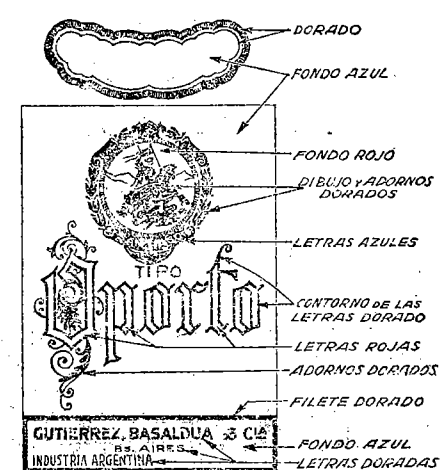 DORADO
FONDO AZUL
FONDO ROJO
DIBUJO Y ADORNOS
DORADOS
LETRAS AZULES
TIPO
Oporto
CONTORNO DE LAS
LETRAS DORADO
LETRAS ROJAS
ADORNOS DORADOS
FILETE DORADO
GUTIERREZ, BASALDUA & CIA
BS. AIRES
INDUSTRIA ARGENTINA
FONDO AZUL
LETRAS DORADAS